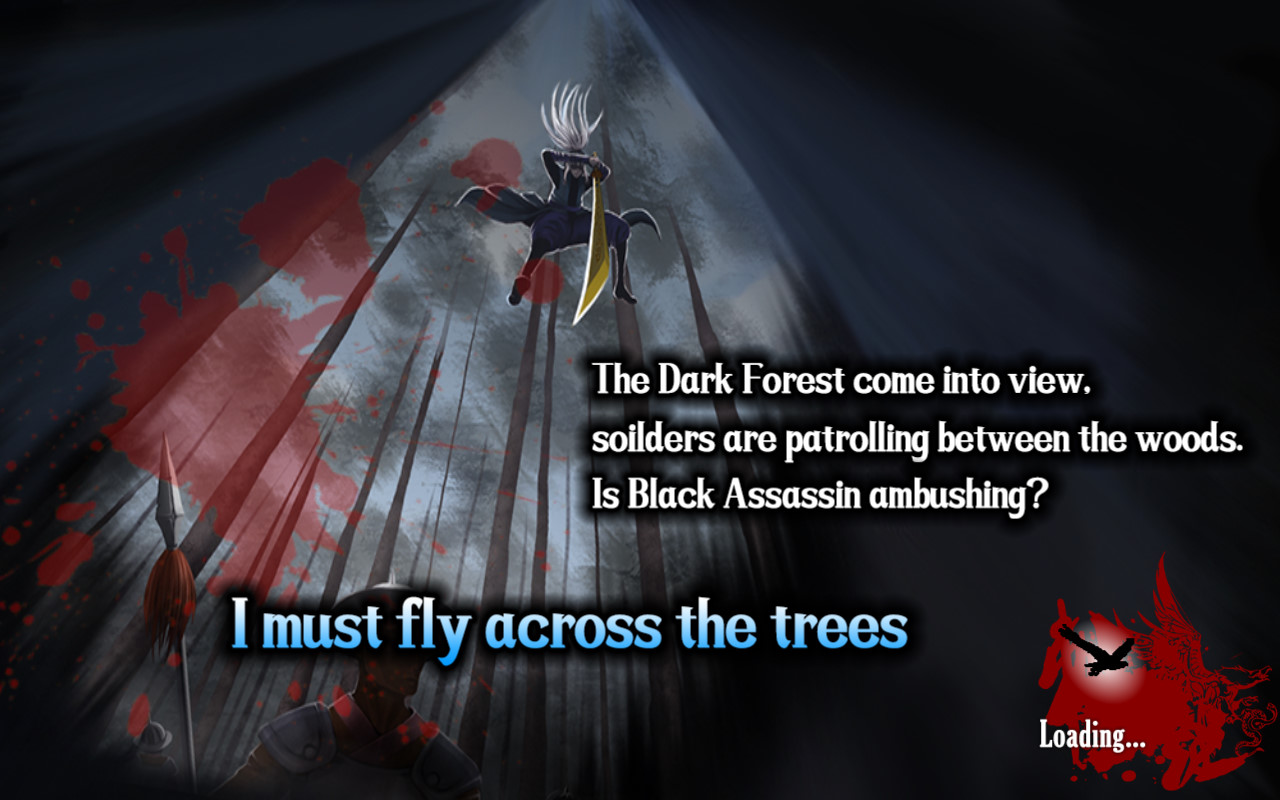 The Dark Forest come into view,
soilders are patrolling between the woods.
Is Black Assassin ambushing?
I must fly across the trees
Loading...